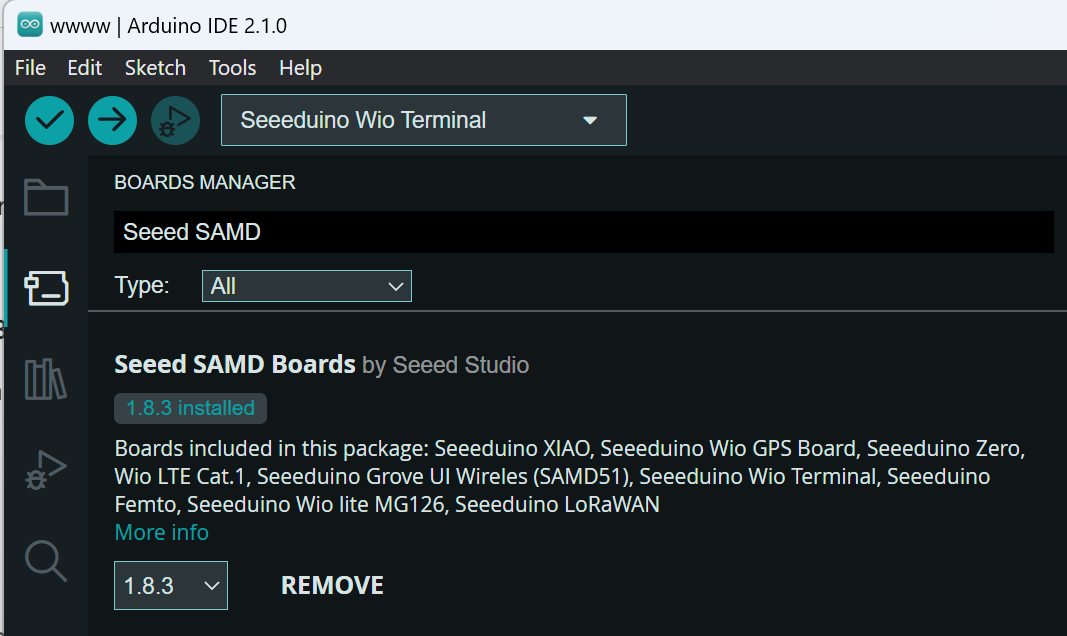 wwww | Arduino IDE 2.1.0
File Edit Sketch Tools Help
Seeeduino Wio Terminal
BOARDS MANAGER
Seeed SAMD
Type: All
Seeed SAMD Boards by Seeed Studio
1.8.3 installed
Boards included in this package: Seeeduino XIAO, Seeeduino Wio GPS Board, Seeeduino Zero,
Wio LTE Cat.1, Seeeduino Grove UI Wireles (SAMD51), Seeeduino Wio Terminal, Seeeduino
Femto, Seeeduino Wio lite MG126, Seeeduino LoRaWAN
More info
1.8.3 REMOVE